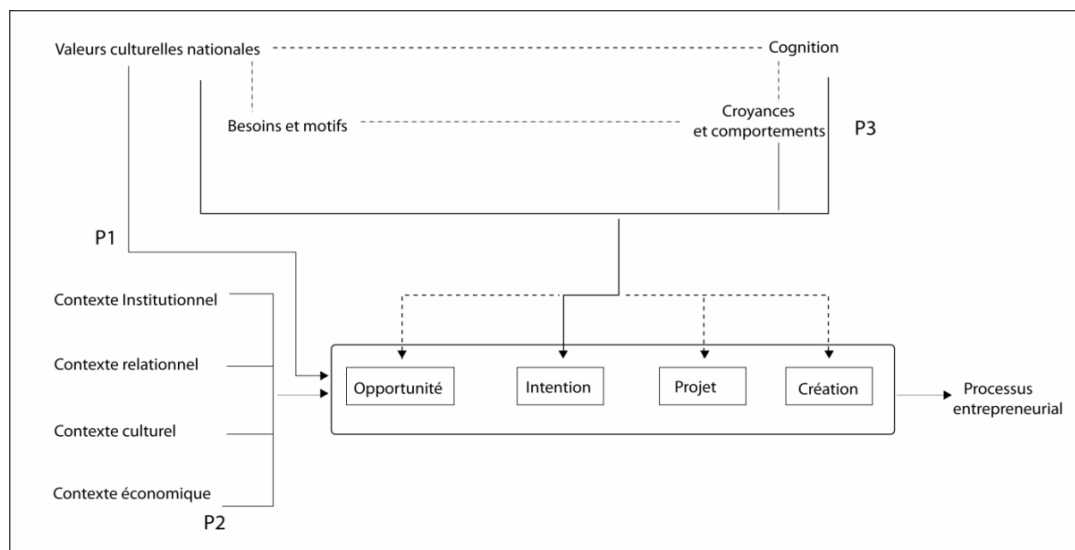 Valeurs culturelles nationales
Cognition
Besoins et motifs
Croyances
et comportements
P3
P1
Contexte Institutionnel
Contexte relationnel
Contexte culturel
Contexte économique
P2
Opportunité
Intention
Projet
Création
Processus
entrepreneurial